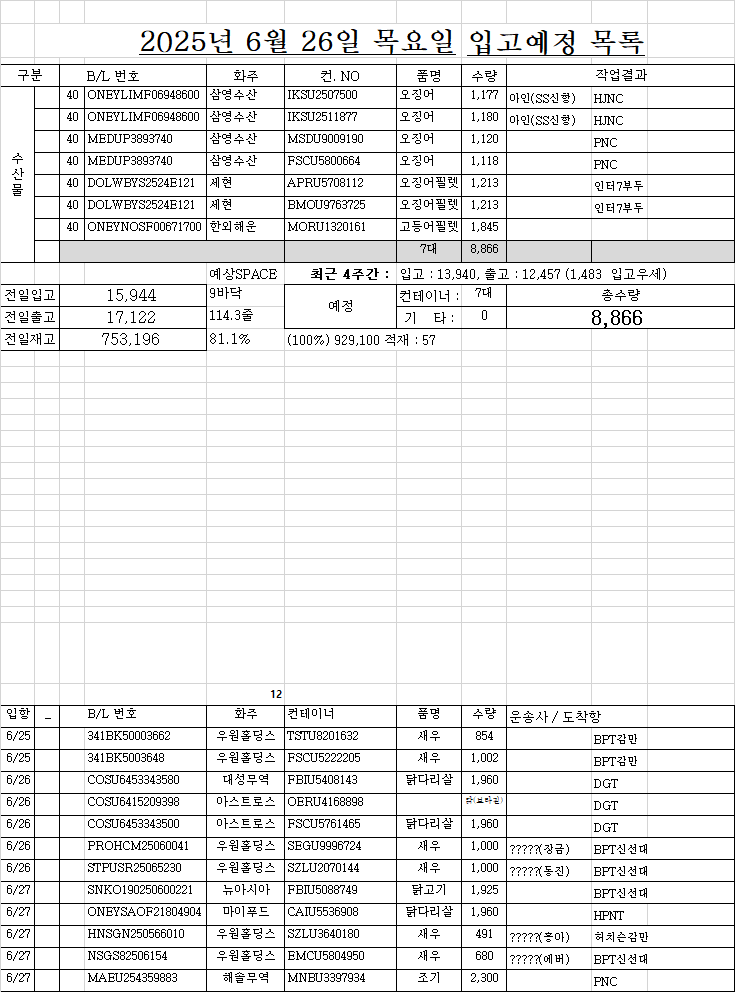 2025년 6월 26일 목요일 입고예정 목록
구분 B/L 번호 화주 컨. NO 품명 수량 작업결과
수산물
40 ONEYLIMF06948600 삼영수산 IKSU2507500 오징어 1,177 아인(SS신항) HJNC
40 ONEYLIMF06948600 삼영수산 IKSU2511877 오징어 1,180 아인(SS신항) HJNC
40 MEDUP3893740 삼영수산 MSDU9009190 오징어 1,120 PNC
40 MEDUP3893740 삼영수산 FSCU5800664 오징어 1,118 PNC
40 DOLWBYS2524E121 세현 APRU5708112 오징어필렛 1,213 인터7부두
40 DOLWBYS2524E121 세현 BMOU9763725 오징어필렛 1,213 인터7부두
40 ONEYNOSF00671700 한외해운 MORU1320161 고등어필렛 1,845
7대 8,866
예상SPACE 최근 4주간 : 입고 : 13,940, 출고 : 12,457 (1,483 입고우세)
전일입고 15,944 9바닥 예정 컨테이너 : 7대 총수량
전일출고 17,122 114.3줄 기 타 : 0 8,866
전일재고 753,196 81.1% (100%) 929,100 적재 : 57
12
입항 _ B/L 번호 화주 컨테이너 품명 수량 운송사 / 도착항
6/25 341BK50003662 우원홀딩스 TSTU8201632 새우 854 BPT감만
6/25 341BK5003648 우원홀딩스 FSCU5222205 새우 1,002 BPT감만
6/26 COSU6453343580 대성무역 FBIU5408143 닭다리살 1,960 DGT
6/26 COSU6415209398 아스트로스 OERU4168898 DGT
6/26 COSU6453343500 아스트로스 FSCU5761465 닭다리살 1,960 DGT
6/26 PROHCM25060041 우원홀딩스 SEGU9996724 새우 1,000 ?????(장금) BPT신선대
6/26 STPUSR25065230 우원홀딩스 SZLU2070144 새우 1,000 ?????(동진) BPT신선대
6/27 SNKO190250600221 뉴아시아 FBIU5088749 닭고기 1,925 BPT신선대
6/27 ONEYSAOF21804904 마이푸드 CAIU5536908 닭다리살 1,960 HPNT
6/27 HNSGN250566010 우원홀딩스 SZLU3640180 새우 491 ?????(흥아) 허치슨감만
6/27 NSGS82506154 우원홀딩스 EMCU5804950 새우 680 ?????(에버) BPT신선대
6/27 MAEU254359883 해솔무역 MNBU3397934 조기 2,300 PNC